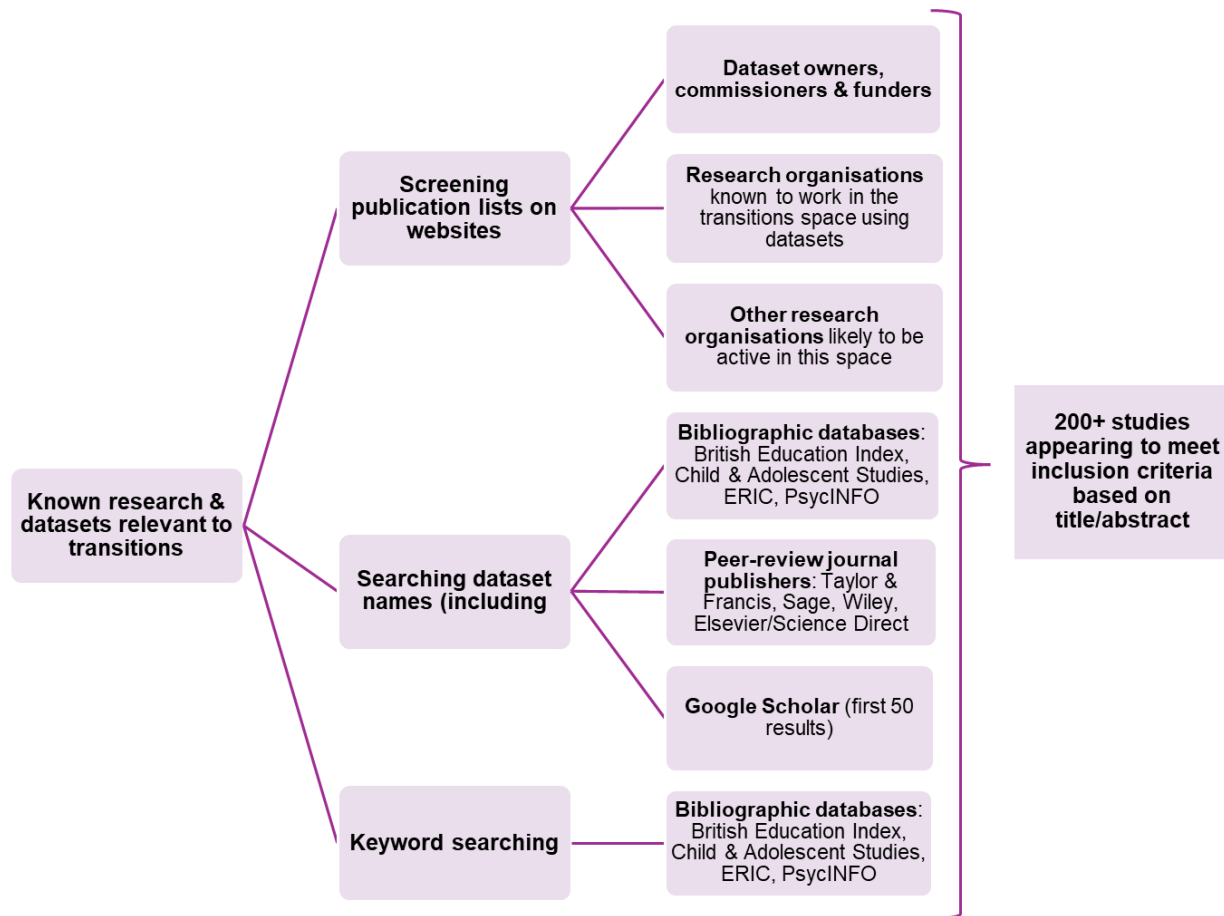 Known research &
datasets relevant to
transitions
Screening
publication lists on
websites
Dataset owners,
commissioners & funders
Research organisations
known to work in the
transitions space using
datasets
Other research
organisations likely to be
active in this space
Searching dataset
names (including
Bibliographic databases:
British Education Index,
Child & Adolescent Studies,
ERIC, PsycINFO
Peer-review journal
publishers: Taylor &
Francis, Sage, Wiley,
Elsevier/Science Direct
Google Scholar (first 50
results)
Keyword searching
Bibliographic databases:
British Education Index,
Child & Adolescent Studies,
ERIC, PsycINFO
200+ studies
appearing to meet
inclusion criteria
based on
title/abstract